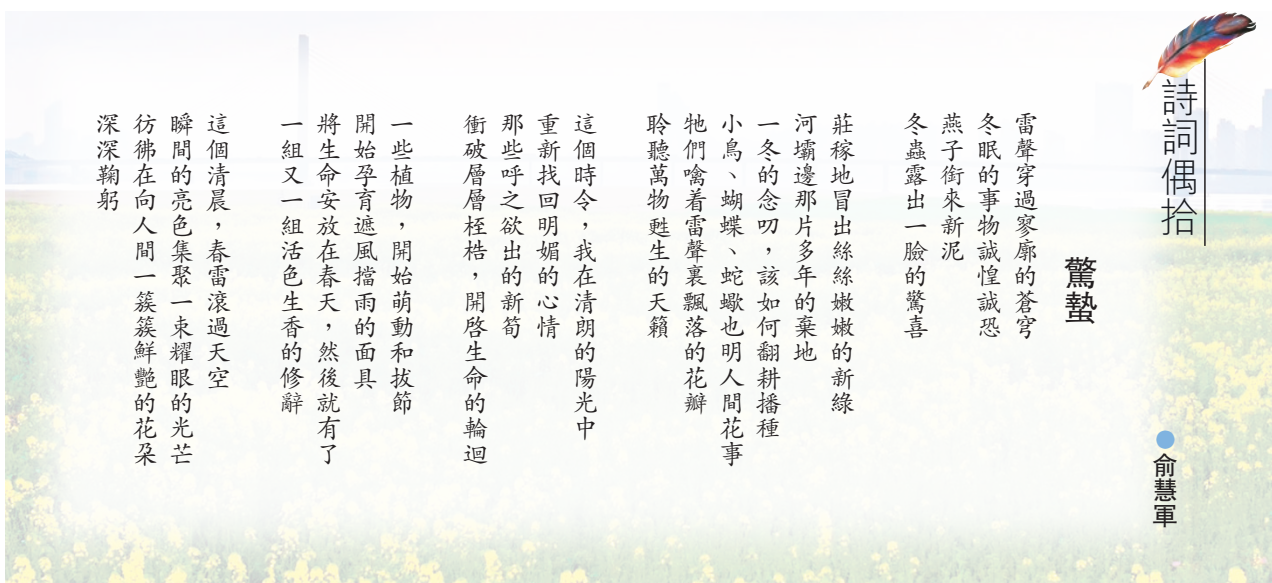 詩詞偶拾
驚蟄
●俞慧軍
雷聲穿過寥廓的蒼穹
冬眠的事物誠惶誠恐
燕子銜來新泥
冬蟲露出一臉的驚喜
莊稼地冒出絲絲嫩嫩的新綠
河壩邊那片多年的棄地
一冬的念叨，該如何翻耕播種
小鳥、蝴蝶、蛇蠍也明人間花事
牠們噙着雷聲裏飄落的花瓣
聆聽萬物甦生的天籟
這個時令，我在清朗的陽光中
重新找回明媚的心情
那些呼之欲出的新筍
衝破層層桎梏，開啓生命的輪迴
一些植物，開始萌動和拔節
開始孕育遮風擋雨的面具
將生命安放在春天，然後就有了
一組又一組活色生香的修辭
這個清晨，春雷滾過天空
瞬間的亮色集聚一束耀眼的光芒
彷彿在向人間一簇簇鮮艷的花朵
深深鞠躬